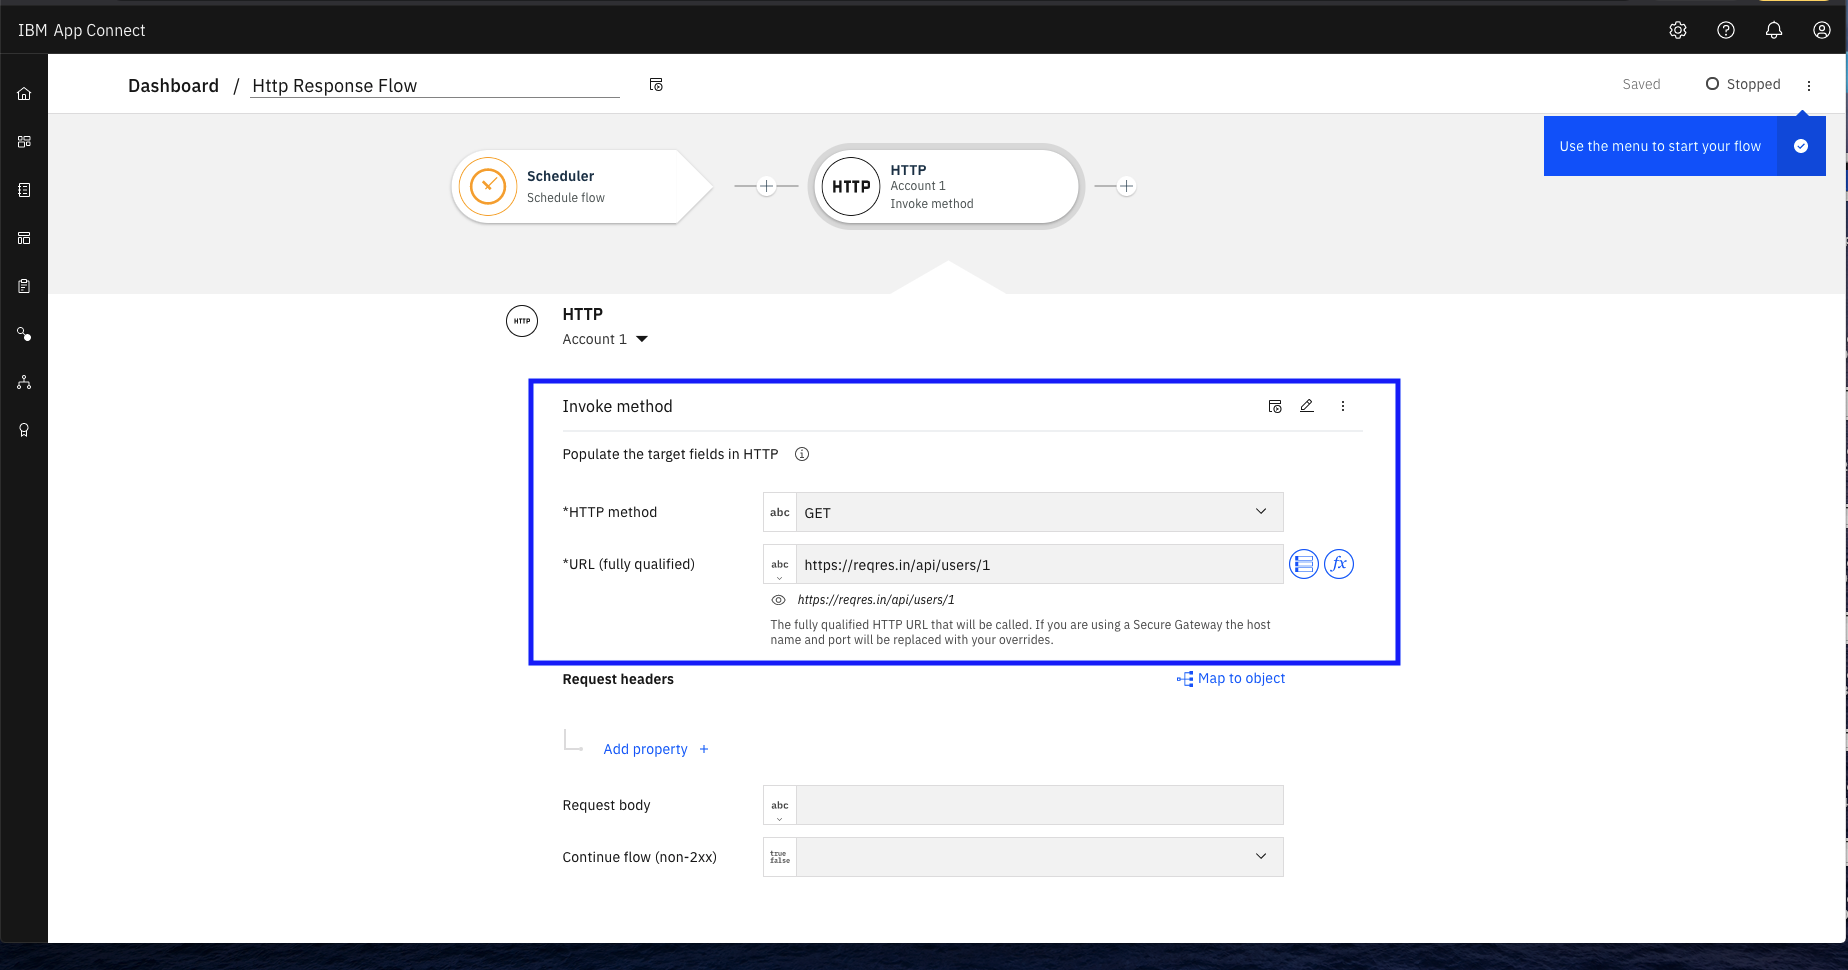 IBM App Connect
Dashboard / Http Response Flow
Saved
Stopped
Use the menu to start your flow
Scheduler
Schedule flow
HTTP
HTTP
Account 1
Invoke method
HTTP
HTTP
Account 1
Invoke method
Populate the target fields in HTTP
*HTTP method
abc
GET
*URL (fully qualified)
abc
https://reqres.in/api/users/1
fx
https://reqres.in/api/users/1
The fully qualified HTTP URL that will be called. If you are using a Secure Gateway the host
name and port will be replaced with your overrides.
Request headers
Map to object
Add property +
Request body
abc
Continue flow (non-2xx)
true
false